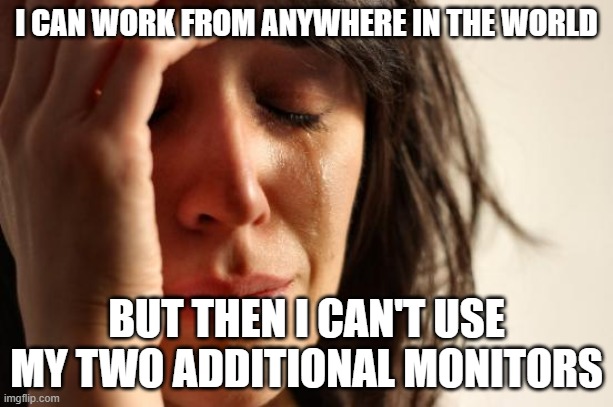 I CAN WORK FROM ANYWHERE IN THE WORLD
BUT THEN I CAN'T USE
MY TWO ADDITIONAL MONITORS
imgflip.com